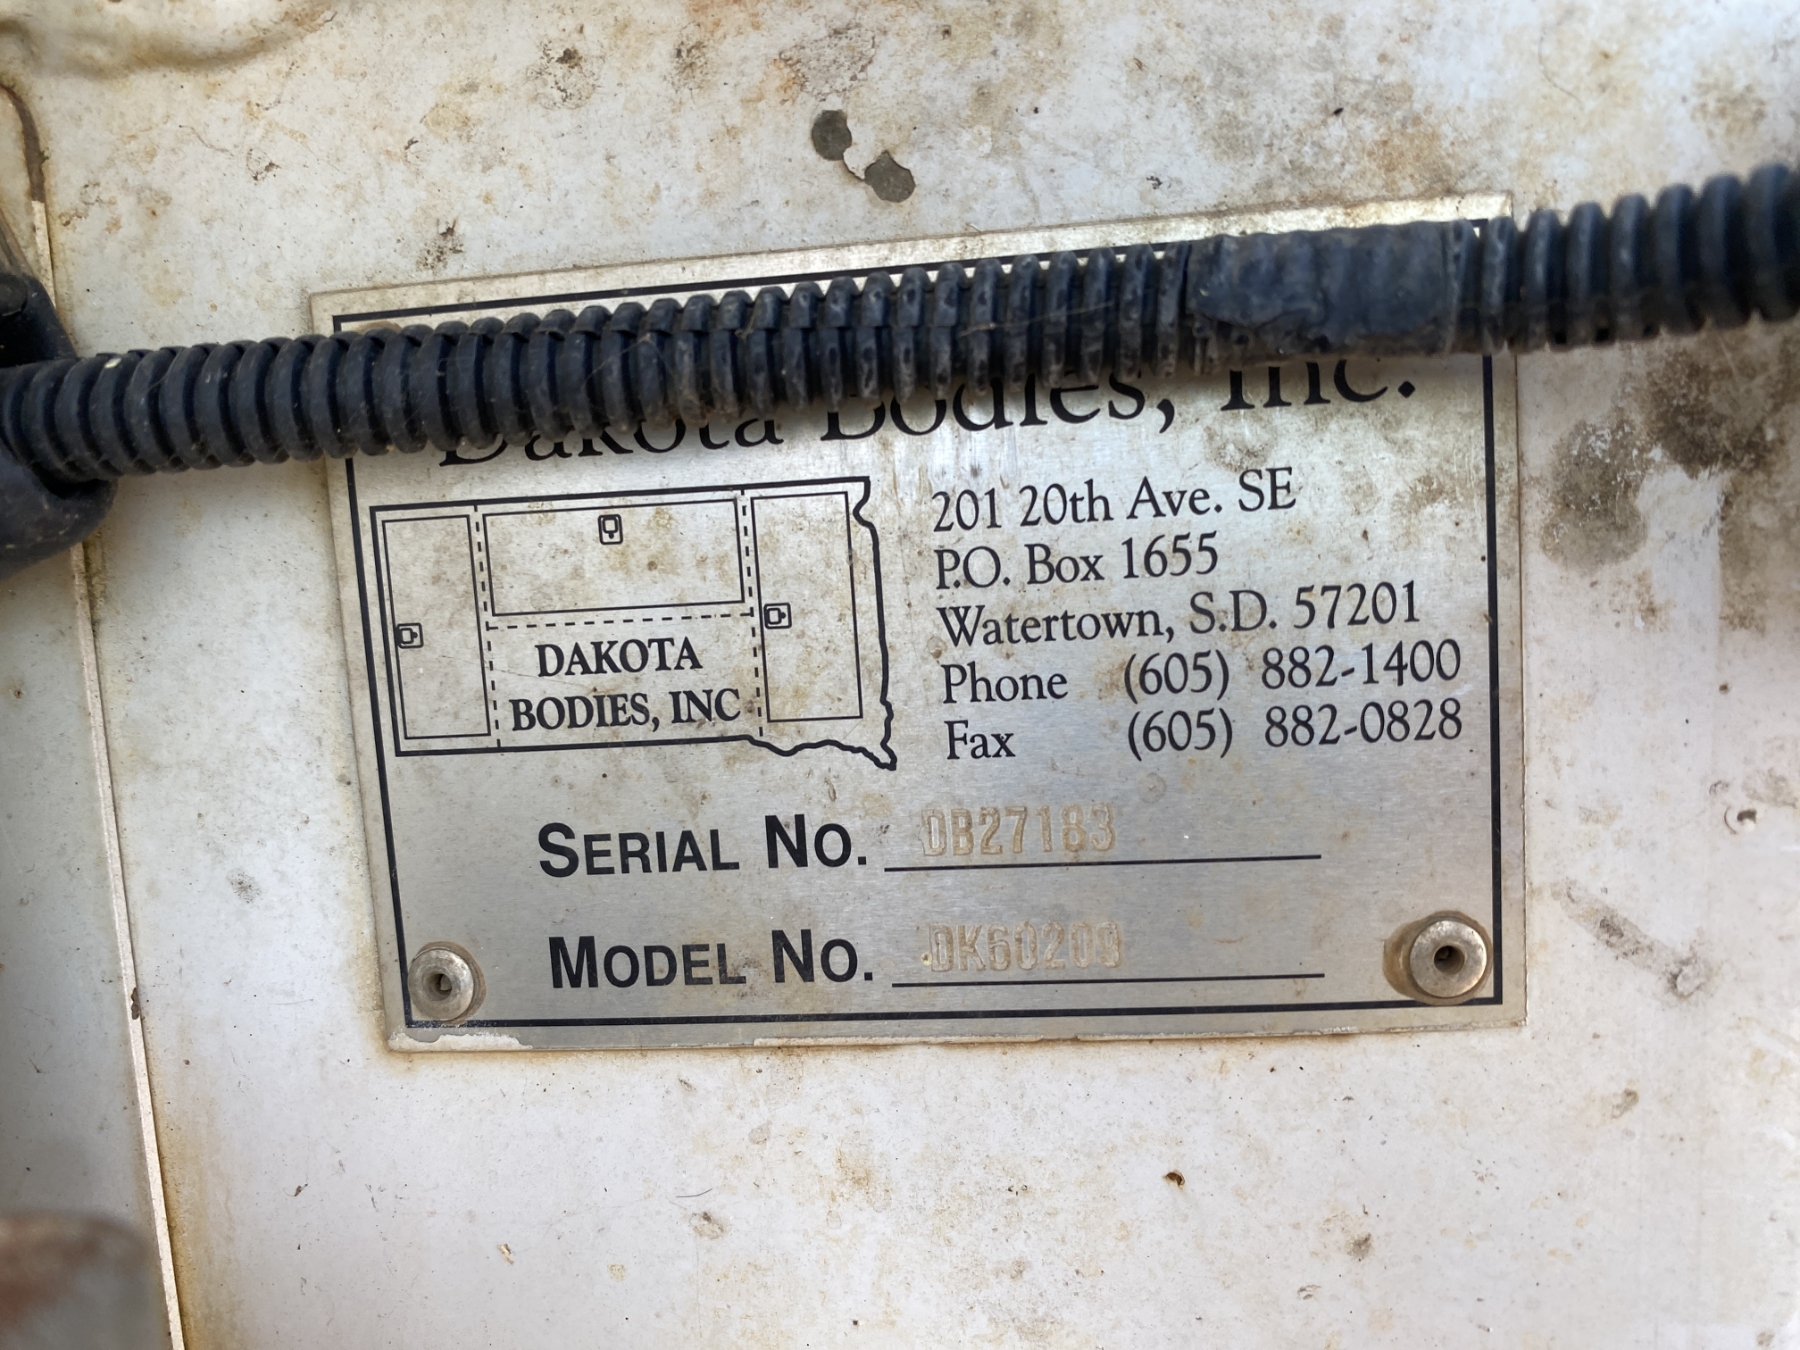 Dakota Bodies, Inc.
201 20th Ave. SE
P.O. Box 1655
Watertown, S.D. 57201
Phone (605) 882-1400
Fax (605) 882-0828
DAKOTA
BODIES, INC
SERIAL NO. DB27183
MODEL NO. DK60209